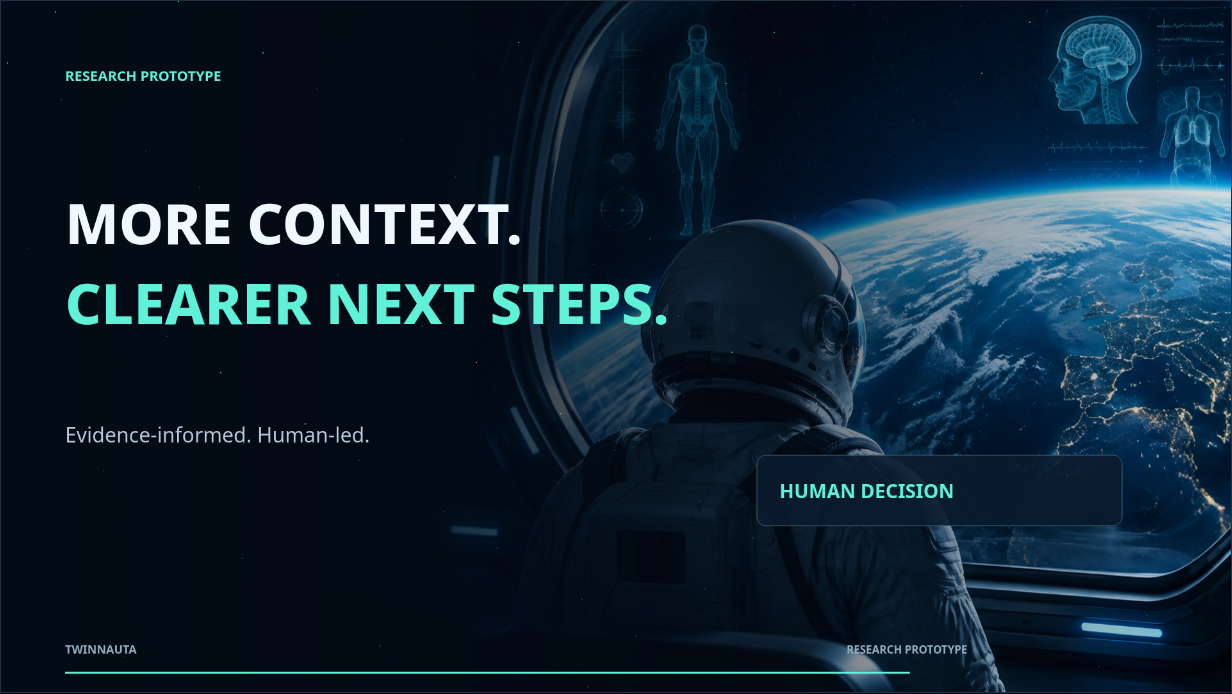 RESEARCH PROTOTYPE
MORE CONTEXT.
CLEARER NEXT STEPS.
Evidence-informed. Human-led.
HUMAN DECISION
TWINNAUTA
RESEARCH PROTOTYPE